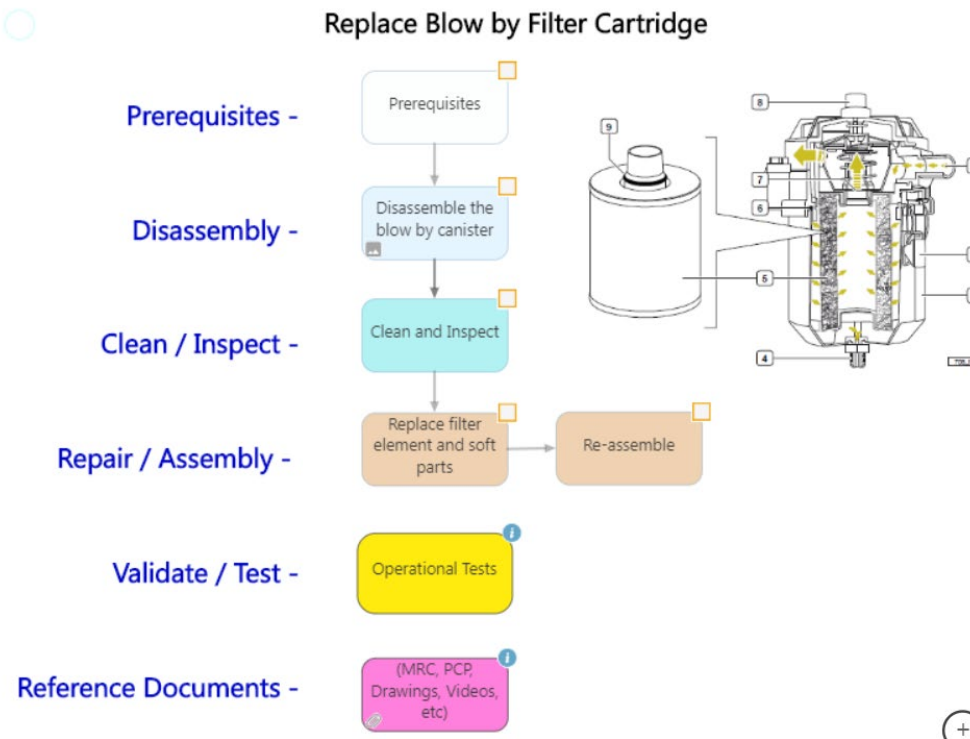 Replace Blow by Filter Cartridge
Prerequisites -
Prerequisites
Disassembly -
Disassemble the
blow by canister
Clean / Inspect -
Clean and Inspect
Repair / Assembly -
Replace filter
element and soft
parts
Re-assemble
Validate / Test -
Operational Tests
i
Reference Documents -
(MRC, PCP,
Drawings, Videos,
etc)
i
9
8
7
6
5
4